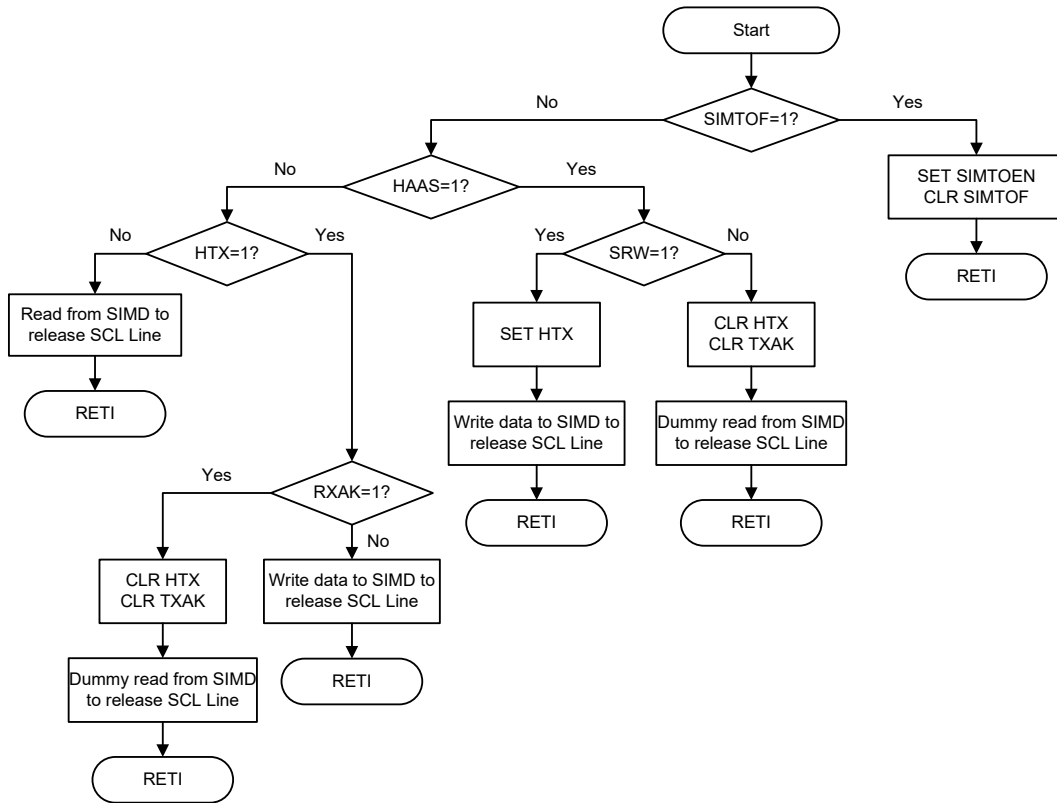 Start
No
SIMTOF=1?
Yes
No
HAAS=1?
Yes
SET SIMTOEN
CLR SIMTOF
No
HTX=1?
Yes
Yes
SRW=1?
No
RETI
Read from SIMD to
release SCL Line
SET HTX
CLR HTX
CLR TXAK
RETI
Write data to SIMD to
release SCL Line
Dummy read from SIMD
to release SCL Line
Yes
RXAK=1?
No
RETI
RETI
CLR HTX
CLR TXAK
Write data to SIMD to
release SCL Line
Dummy read from SIMD
to release SCL Line
RETI
RETI